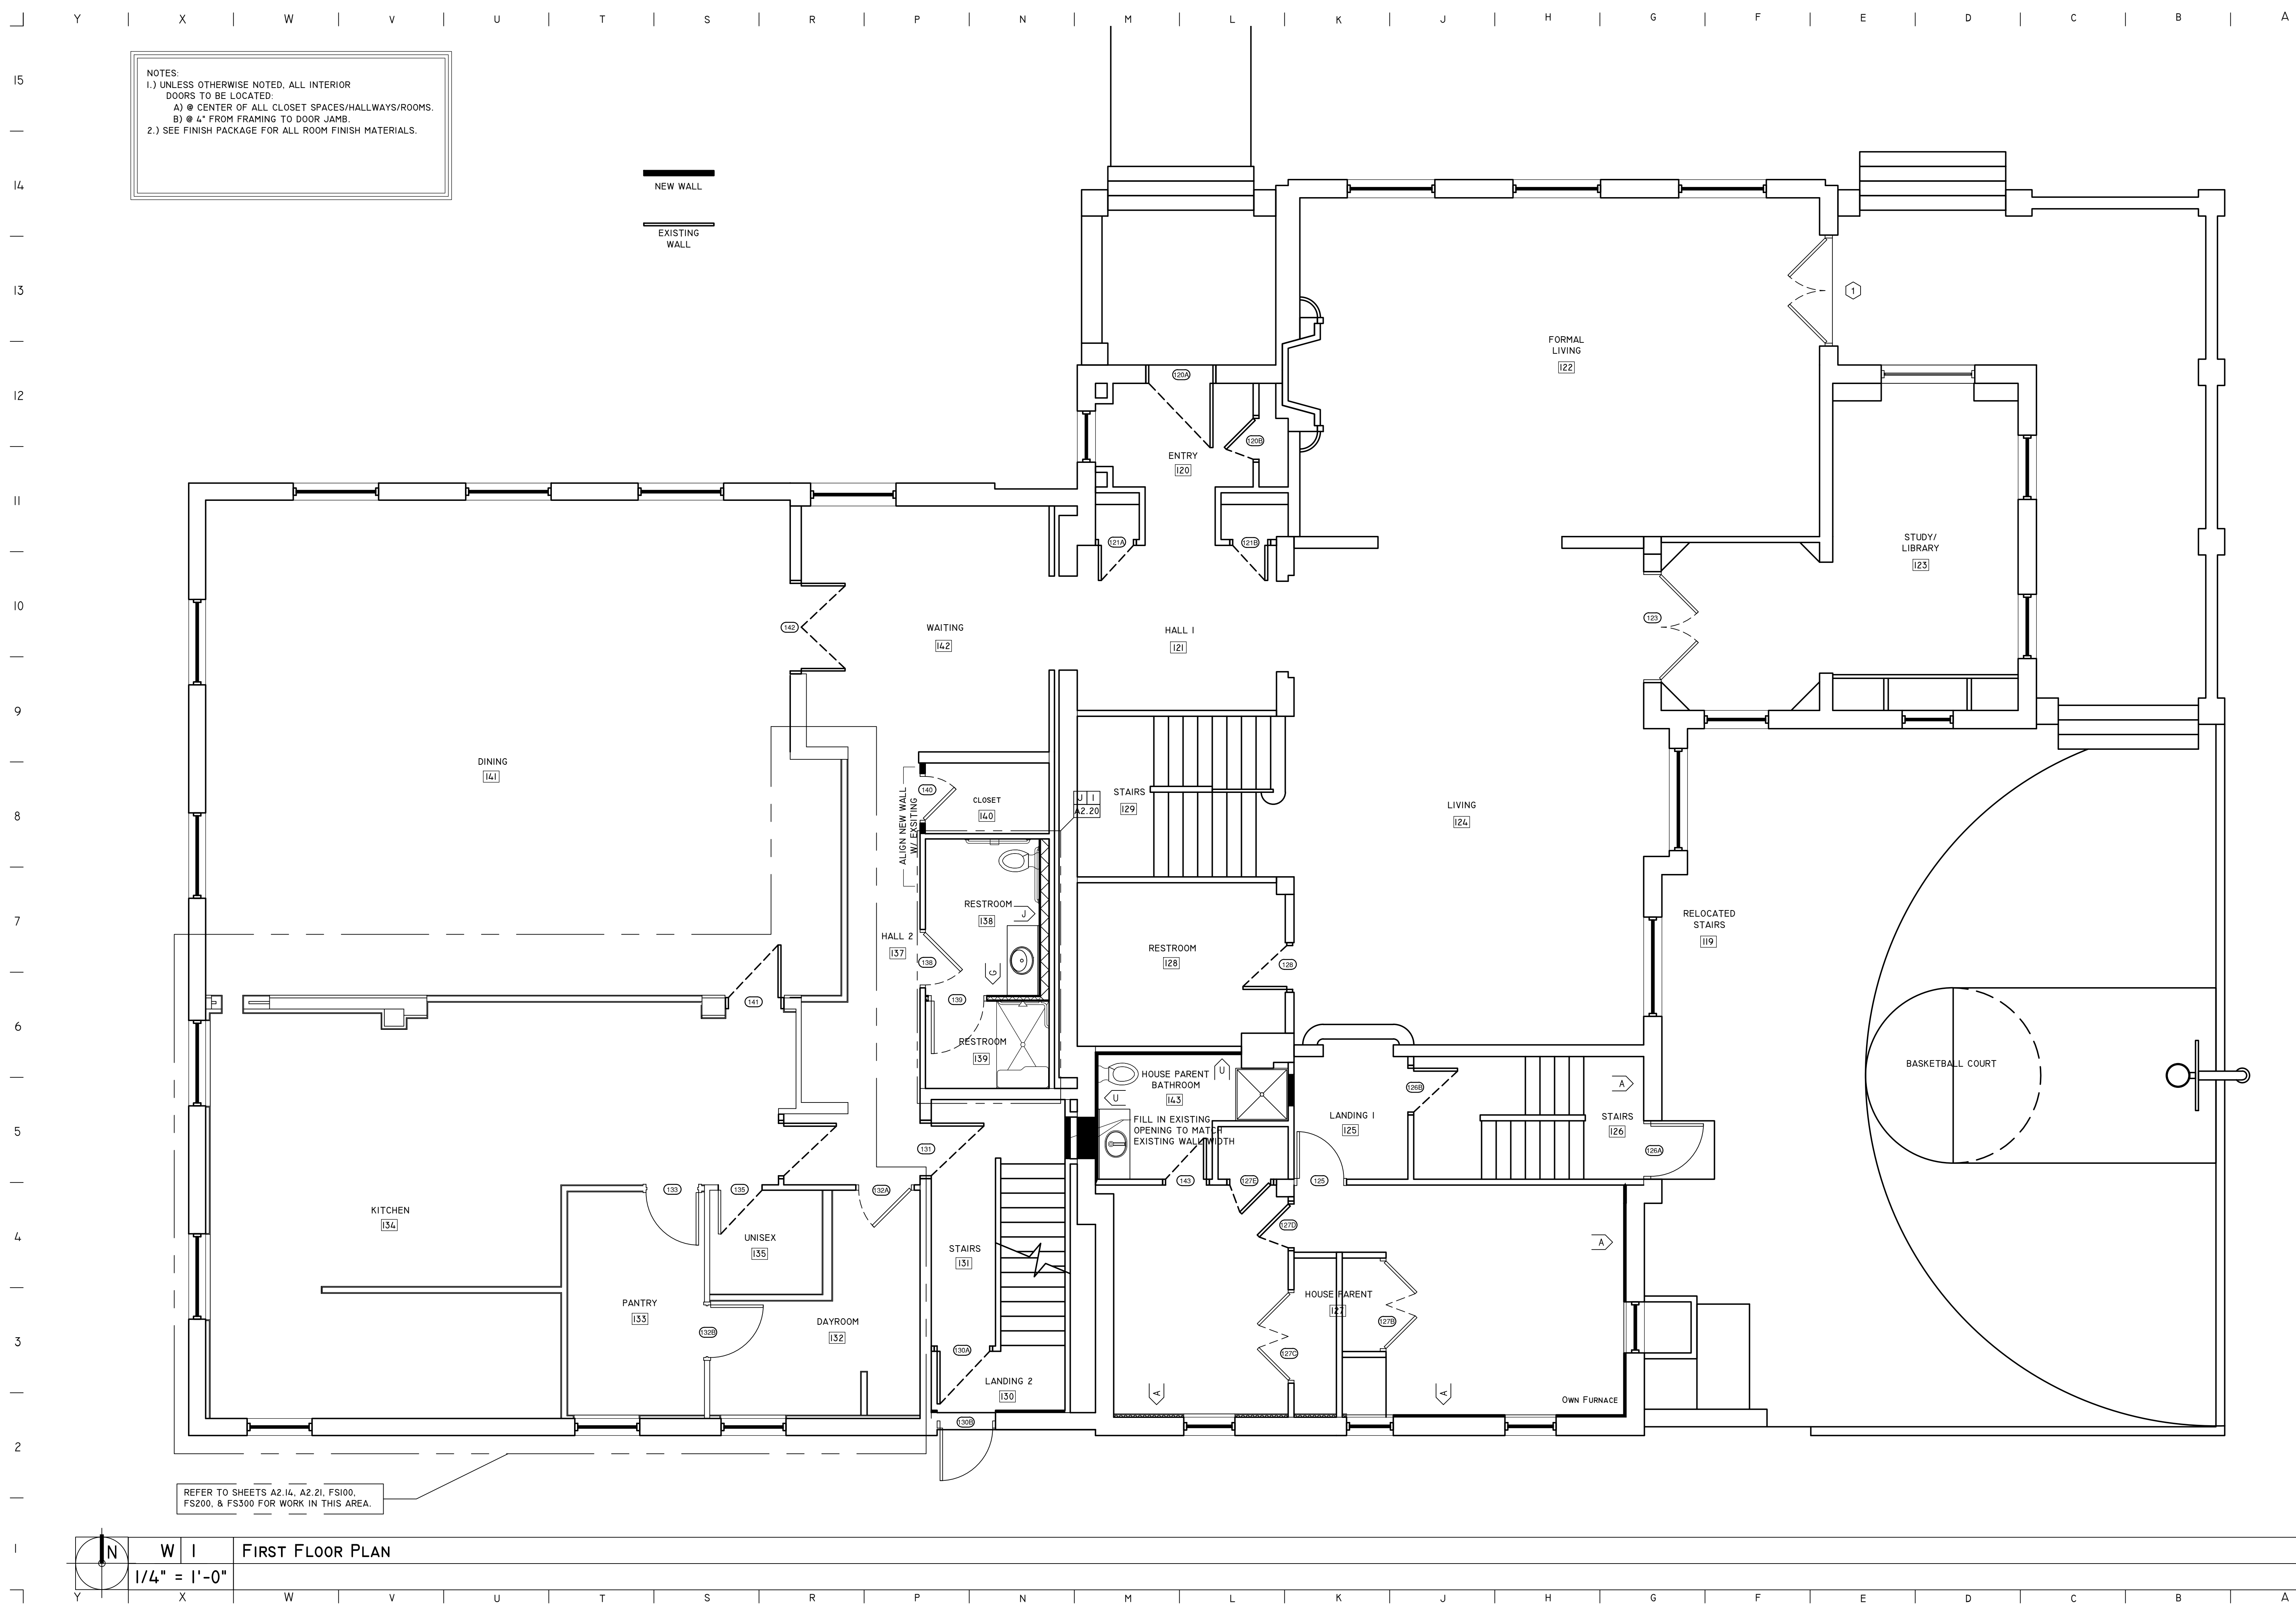 Y X W V U T S R P N M L K J H G F E D C B A
15
NOTES:
1.) UNLESS OTHERWISE NOTED, ALL INTERIOR
DOORS TO BE LOCATED:
A) @ CENTER OF ALL CLOSET SPACES/HALLWAYS/ROOMS.
B) @ 4" FROM FRAMING TO DOOR JAMB.
2.) SEE FINISH PACKAGE FOR ALL ROOM FINISH MATERIALS.
14
NEW WALL
EXISTING
WALL
13
1
FORMAL
LIVING
122
12
120A
120B
ENTRY
120
11
121A
121B
STUDY/
LIBRARY
123
10
123
142
WAITING
142
HALL 1
121
9
DINING
141
8
140
CLOSET
140
ALIGN NEW WALL
W/ EXSITING
J 1
A2.20
STAIRS
129
LIVING
124
7
RESTROOM
138
J
HALL 2
137
138
G
RESTROOM
128
128
RELOCATED
STAIRS
119
6
141
139
RESTROOM
139
BASKETBALL COURT
HOUSE PARENT
BATHROOM
143
U
U
126B
A
5
FILL IN EXISTING
OPENING TO MATCH
EXISTING WALL WIDTH
LANDING 1
125
STAIRS
126
131
126A
133
135
132A
143
127E
125
4
KITCHEN
134
UNISEX
135
STAIRS
131
127D
A
3
PANTRY
133
132B
DAYROOM
132
130A
HOUSE PARENT
127
127B
127C
LANDING 2
130
A
A
OWN FURNACE
130B
2
REFER TO SHEETS A2.14, A2.21, FS100,
FS200, & FS300 FOR WORK IN THIS AREA.
1
N
W 1
FIRST FLOOR PLAN
1/4" = 1'-0"
Y X W V U T S R P N M L K J H G F E D C B A